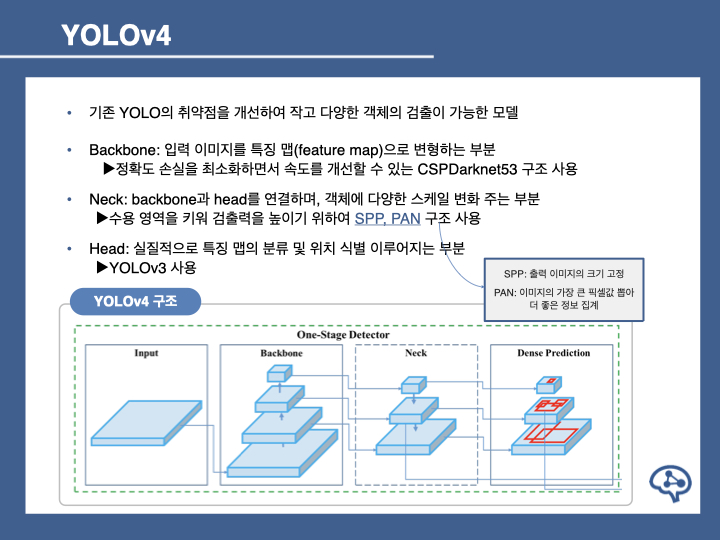 YOLOv4
• 기존 YOLO의 취약점을 개선하여 작고 다양한 객체의 검출이 가능한 모델
• Backbone: 입력 이미지를 특징 맵(feature map)으로 변형하는 부분
▶정확도 손실을 최소화하면서 속도를 개선할 수 있는 CSPDarknet53 구조 사용
• Neck: backbone과 head를 연결하며, 객체에 다양한 스케일 변화 주는 부분
▶수용 영역을 키워 검출력을 높이기 위하여 SPP, PAN 구조 사용
• Head: 실질적으로 특징 맵의 분류 및 위치 식별 이루어지는 부분
▶YOLOv3 사용
SPP: 출력 이미지의 크기 고정
PAN: 이미지의 가장 큰 픽셀값 뽑아
더 좋은 정보 집계
YOLOv4 구조
One-Stage Detector
Input
Backbone
Neck
Dense Prediction